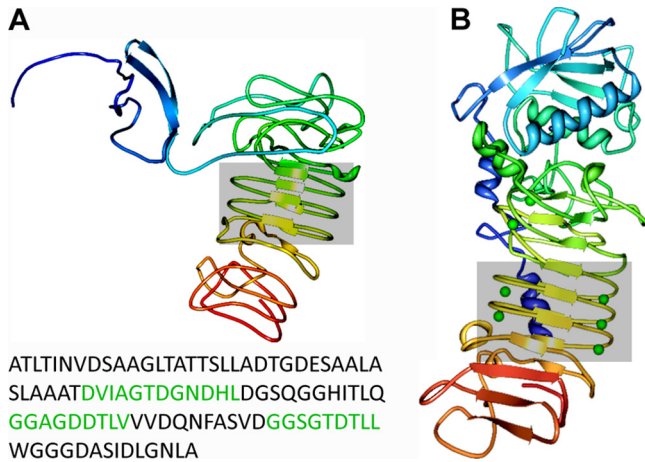 A
B
ATLTINVDSAAGLTATTSLLADTGDESAALA
SLAAATDVIAGTDGNDHLDGSQGGHITLQ
GGAGDDTLVVVDQNFASVDGGSGTDTLL
WGGGDASIDLGNLA